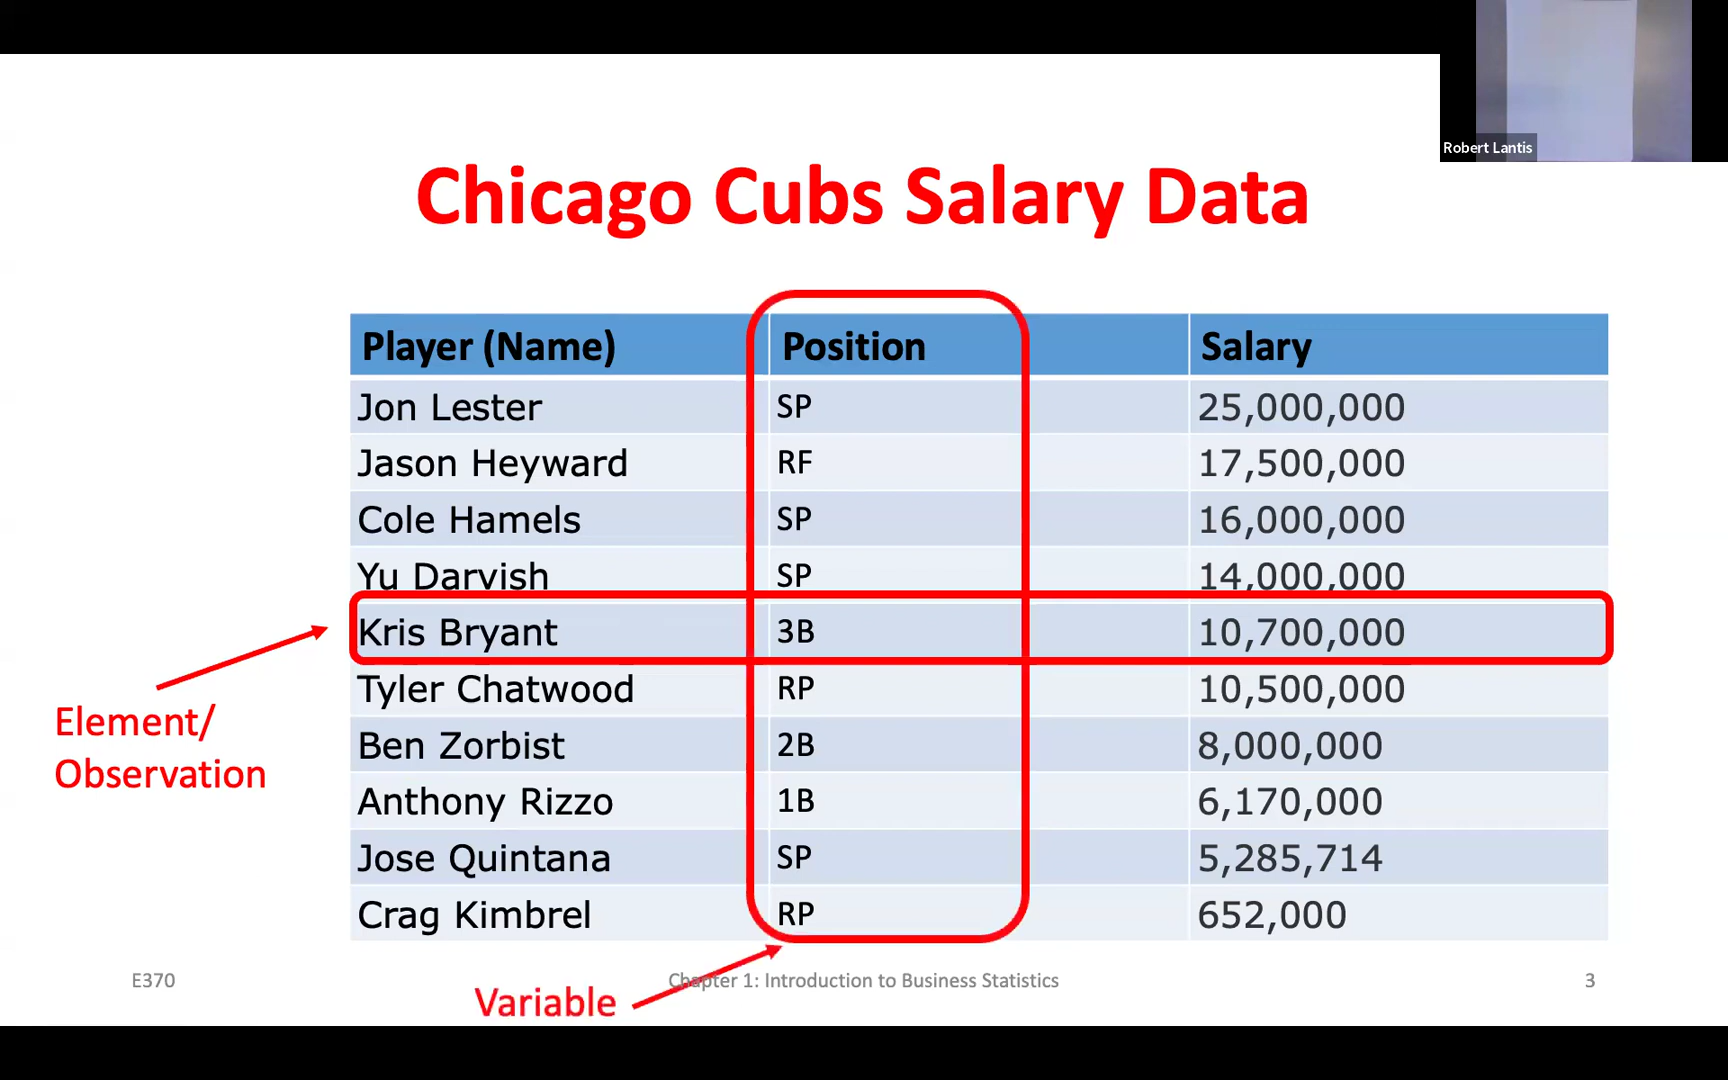 Robert Lantis
Chicago Cubs Salary Data
Player (Name) Position Salary
Jon Lester SP 25,000,000
Jason Heyward RF 17,500,000
Cole Hamels SP 16,000,000
Yu Darvish SP 14,000,000
Kris Bryant 3B 10,700,000
Tyler Chatwood RP 10,500,000
Ben Zorbist 2B 8,000,000
Anthony Rizzo 1B 6,170,000
Jose Quintana SP 5,285,714
Crag Kimbrel RP 652,000
Element/
Observation
Variable
E370 Chapter 1: Introduction to Business Statistics 3